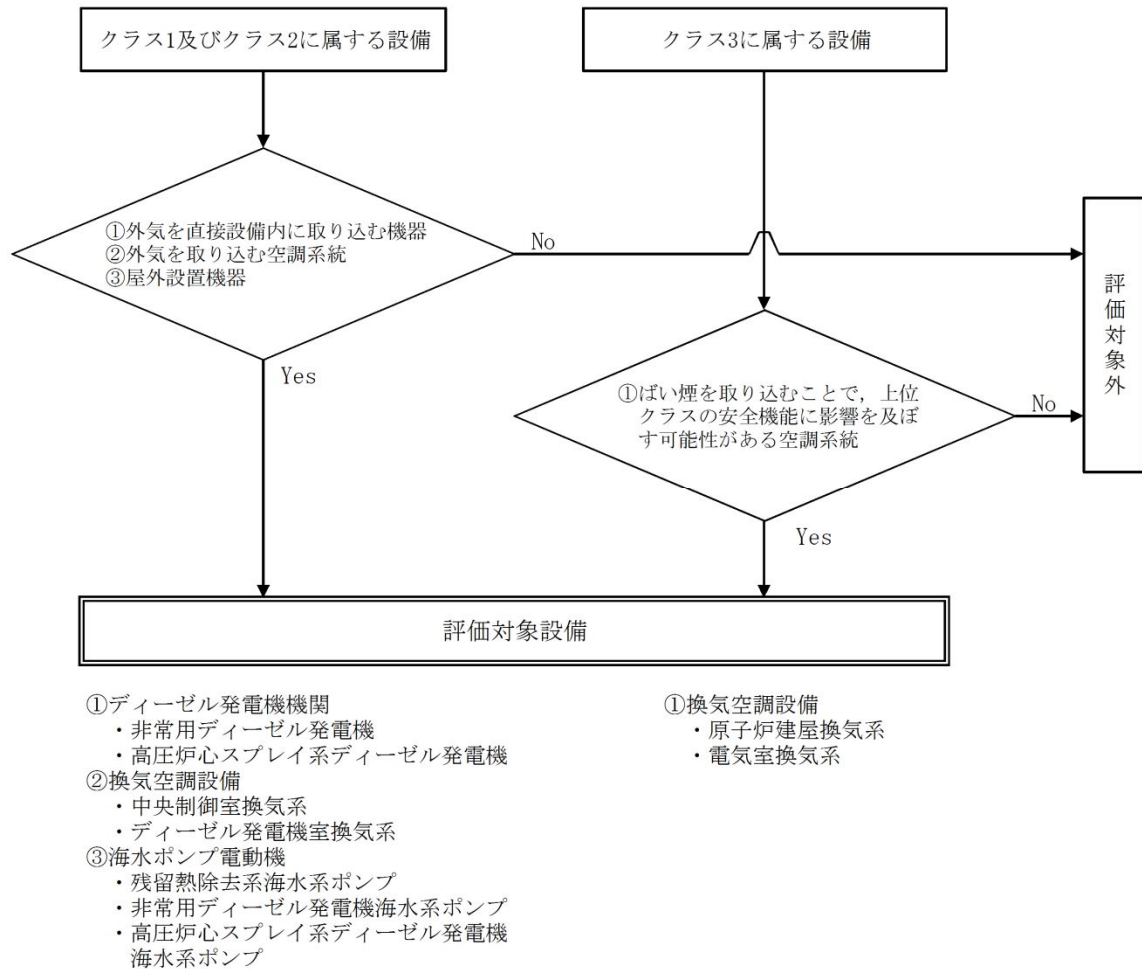 クラス1及びクラス2に属する設備
クラス3に属する設備
①外気を直接設備内に取り込む機器
②外気を取り込む空調系統
③屋外設置機器
No
Yes
①ばい煙を取り込むことで，上位
クラスの安全機能に影響を及ぼ
す可能性がある空調系統
No
Yes
評価対象外
評価対象設備
①ディーゼル発電機機関
・非常用ディーゼル発電機
・高圧炉心スプレイ系ディーゼル発電機
②換気空調設備
・中央制御室換気系
・ディーゼル発電機室換気系
③海水ポンプ電動機
・残留熱除去系海水系ポンプ
・非常用ディーゼル発電機海水系ポンプ
・高圧炉心スプレイ系ディーゼル発電機
海水系ポンプ
①換気空調設備
・原子炉建屋換気系
・電気室換気系